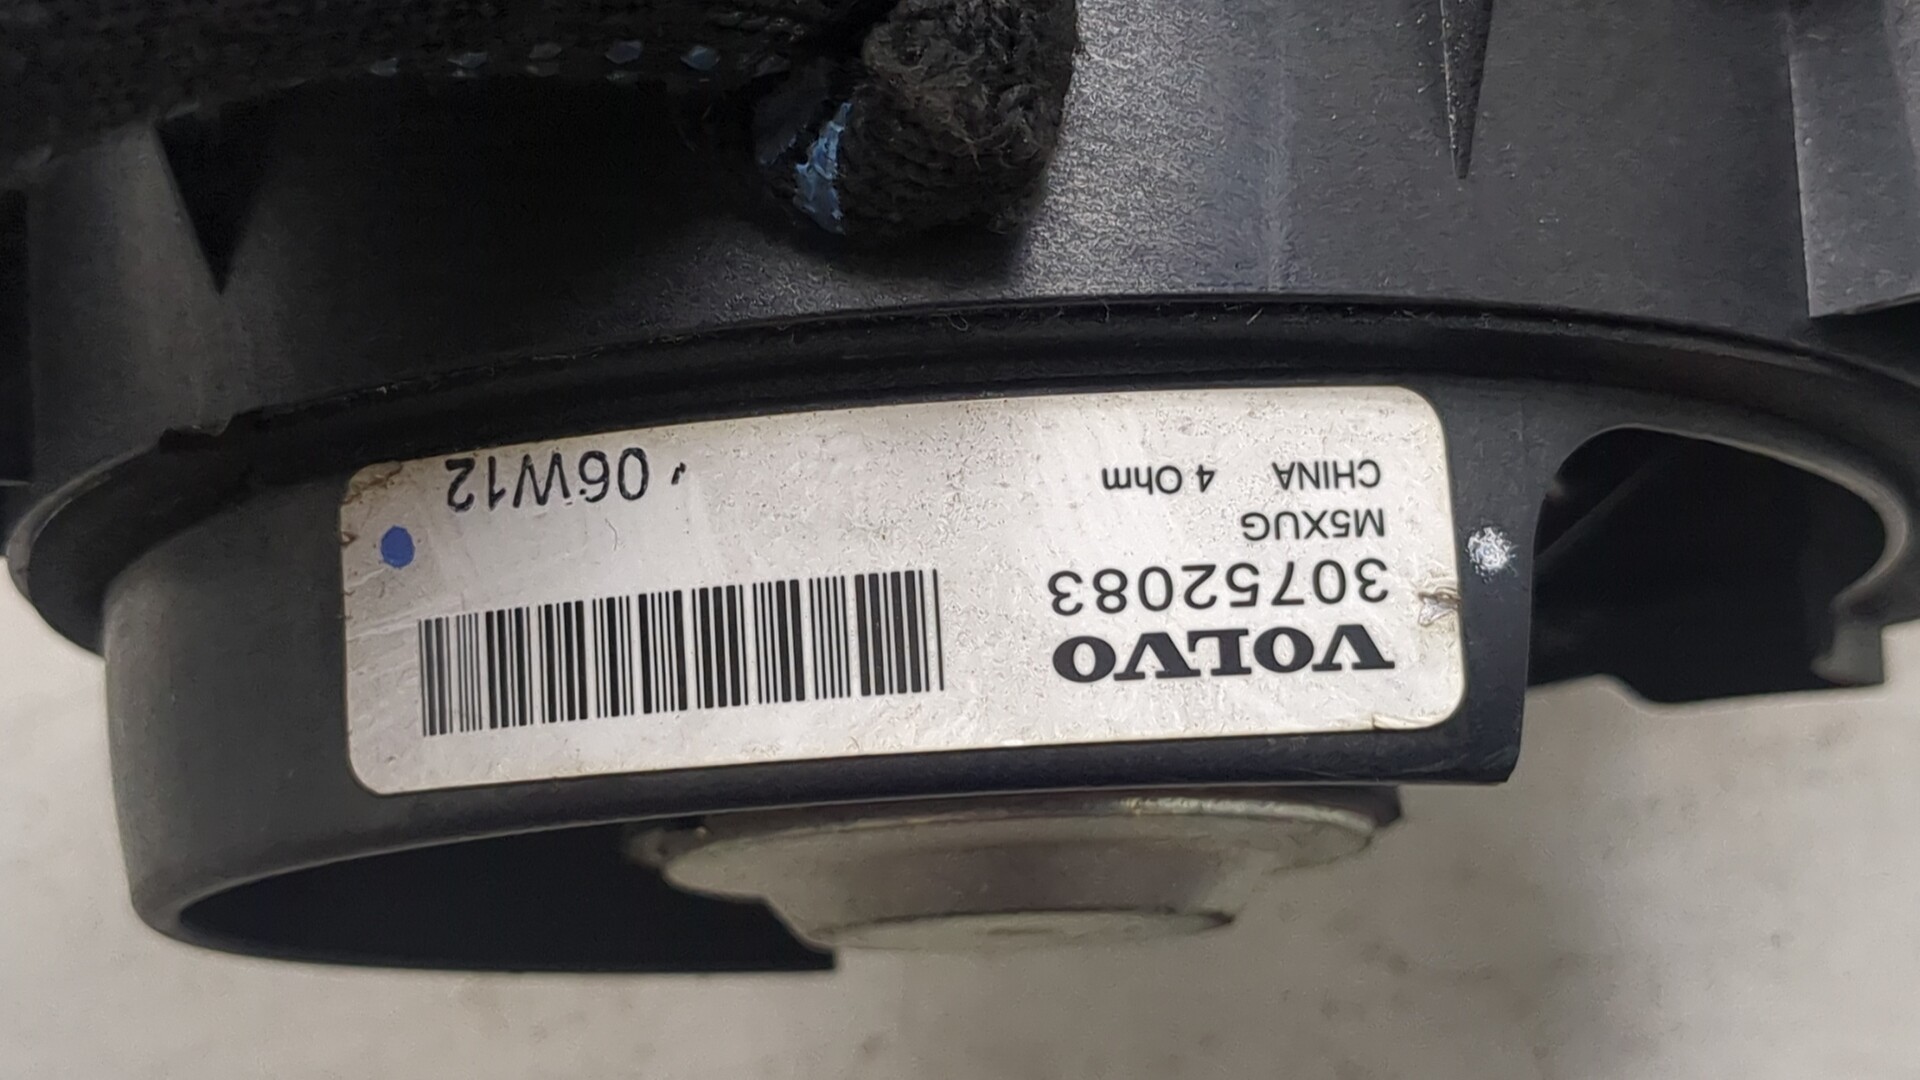 VOLVO
30752083
M5XUG
CHINA 4 Ohm
'06W12